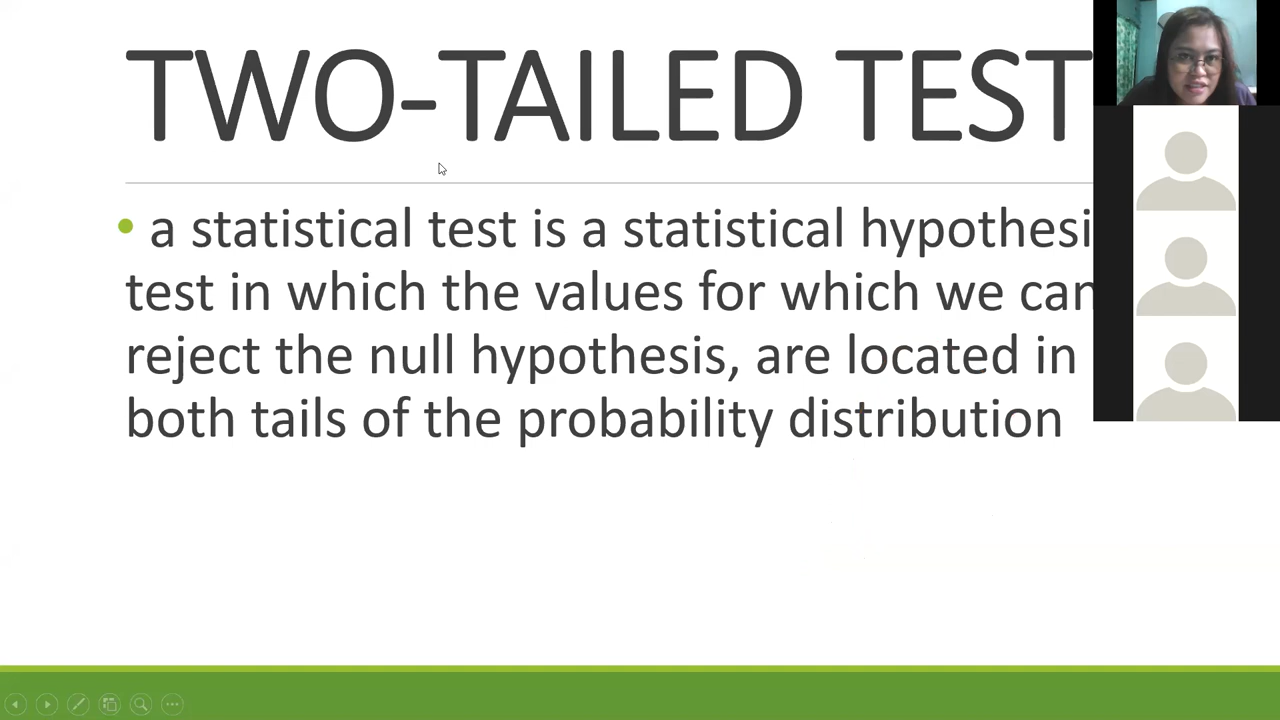 TWO-TAILED TEST
• a statistical test is a statistical hypothesi
test in which the values for which we can
reject the null hypothesis, are located in
both tails of the probability distribution